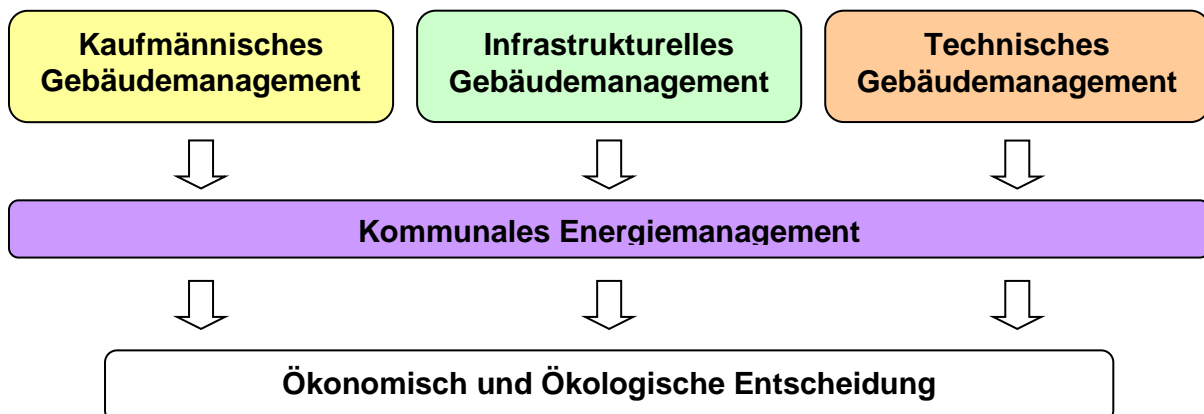 Kaufmännisches
Gebäudemanagement
Infrastrukturelles
Gebäudemanagement
Technisches
Gebäudemanagement
Kommunales Energiemanagement
Ökonomisch und Ökologische Entscheidung